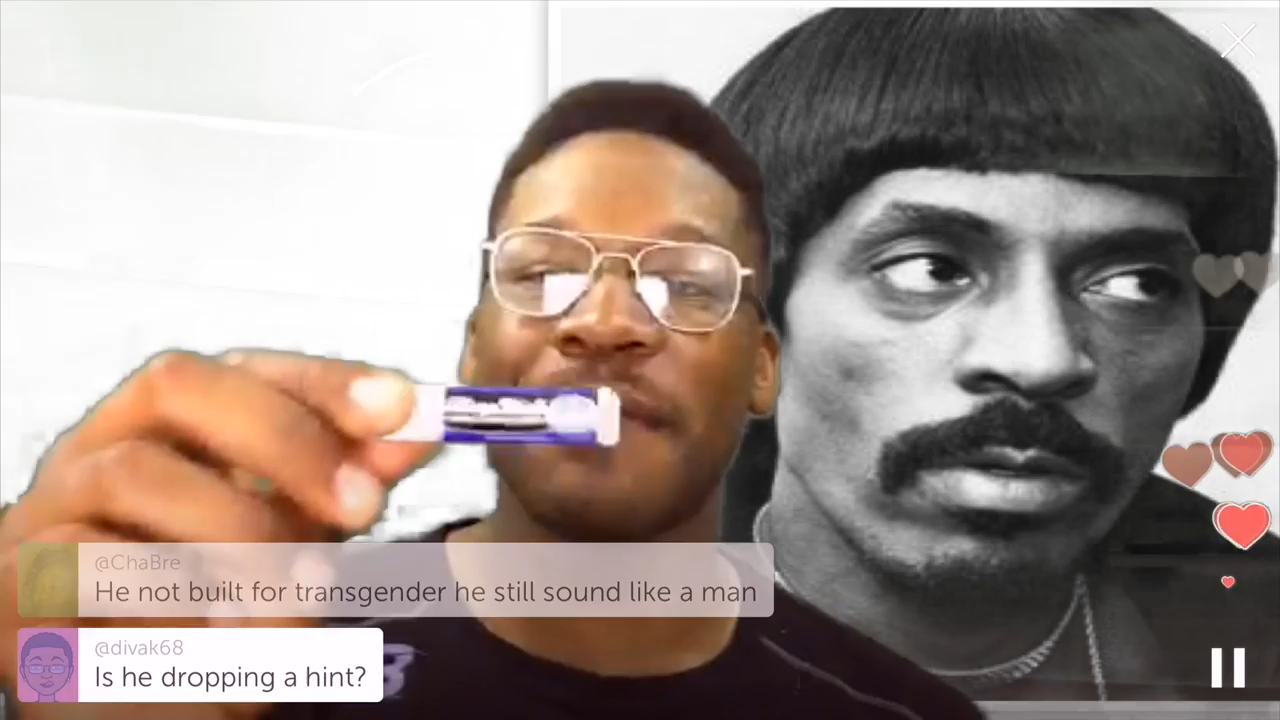 @ChaBre
He not built for transgender he still sound like a man
@divak68
Is he dropping a hint?